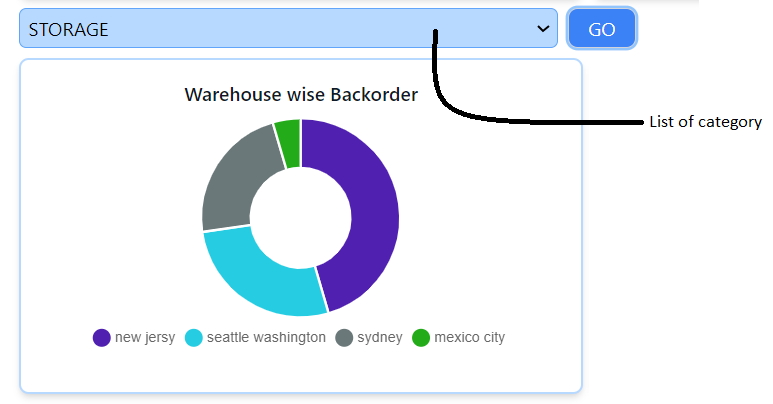 STORAGE
GO
Warehouse wise Backorder
List of category
new jersy seattle washington sydney mexico city